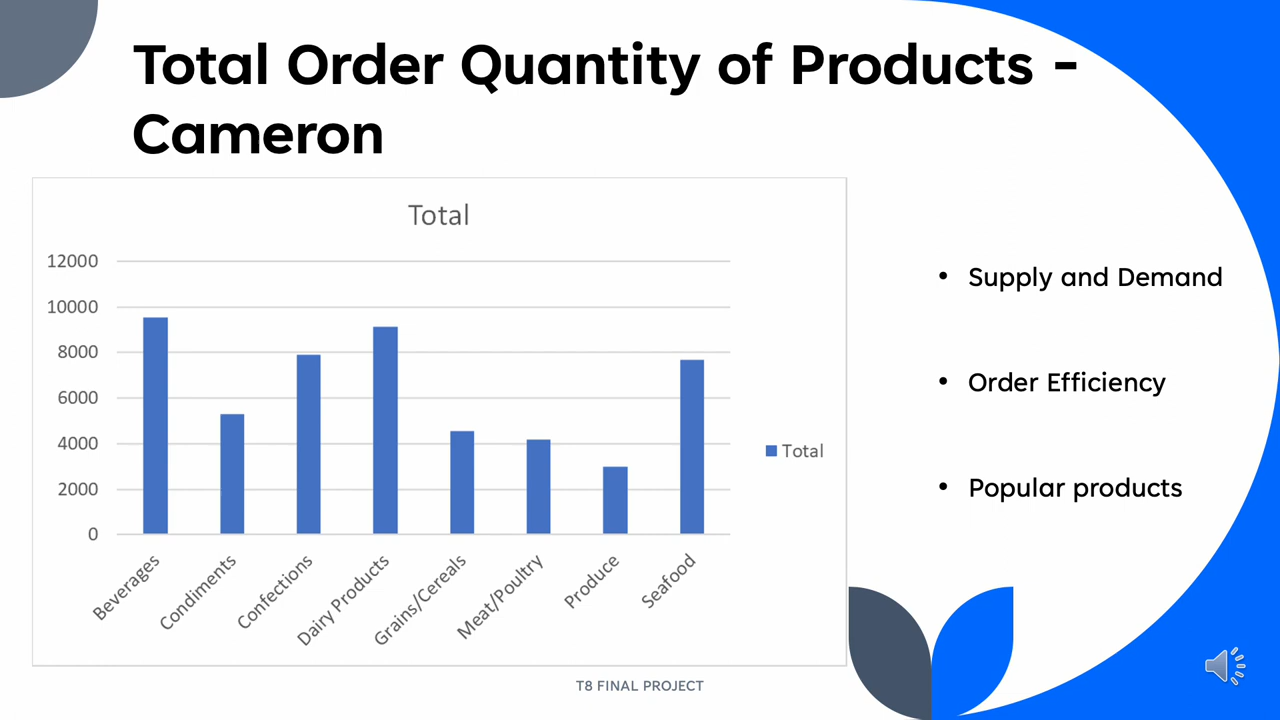 Total Order Quantity of Products -
Cameron
Total
12000
10000
8000
6000
4000
2000
0
Beverages
Condiments
Confections
Dairy Products
Grains/Cereals
Meat/Poultry
Produce
Seafood
Total
• Supply and Demand
• Order Efficiency
• Popular products
T8 FINAL PROJECT